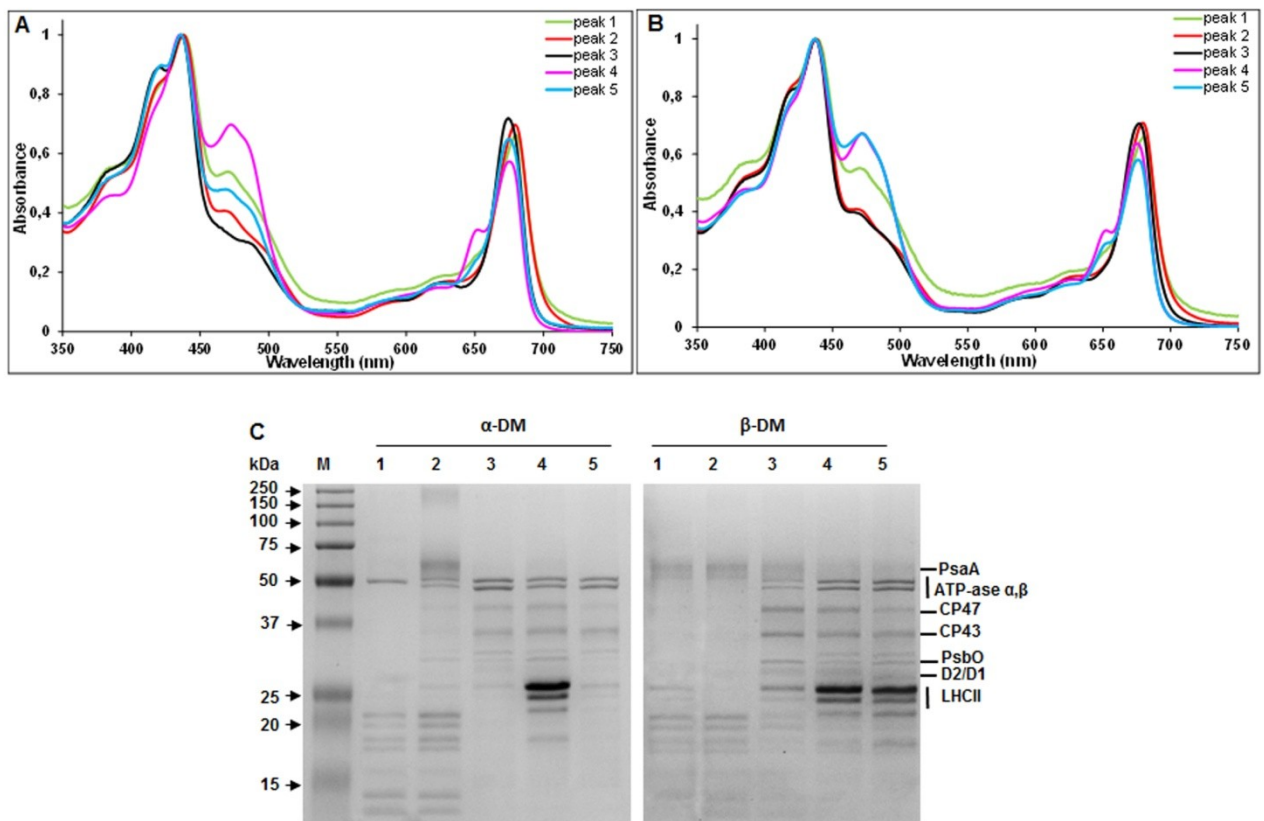 A
peak 1
peak 2
peak 3
peak 4
peak 5
Absorbance
1
0,8
0,6
0,4
0,2
0
350 400 450 500 550 600 650 700 750
Wavelength (nm)
B
peak 1
peak 2
peak 3
peak 4
peak 5
Absorbance
1
0,8
0,6
0,4
0,2
0
350 400 450 500 550 600 650 700 750
Wavelength (nm)
C
α-DM
β-DM
kDa M 1 2 3 4 5 1 2 3 4 5
250
150
100
75
50
37
25
20
15
PsaA
ATP-ase α,β
CP47
CP43
PsbO
D2/D1
LHCII